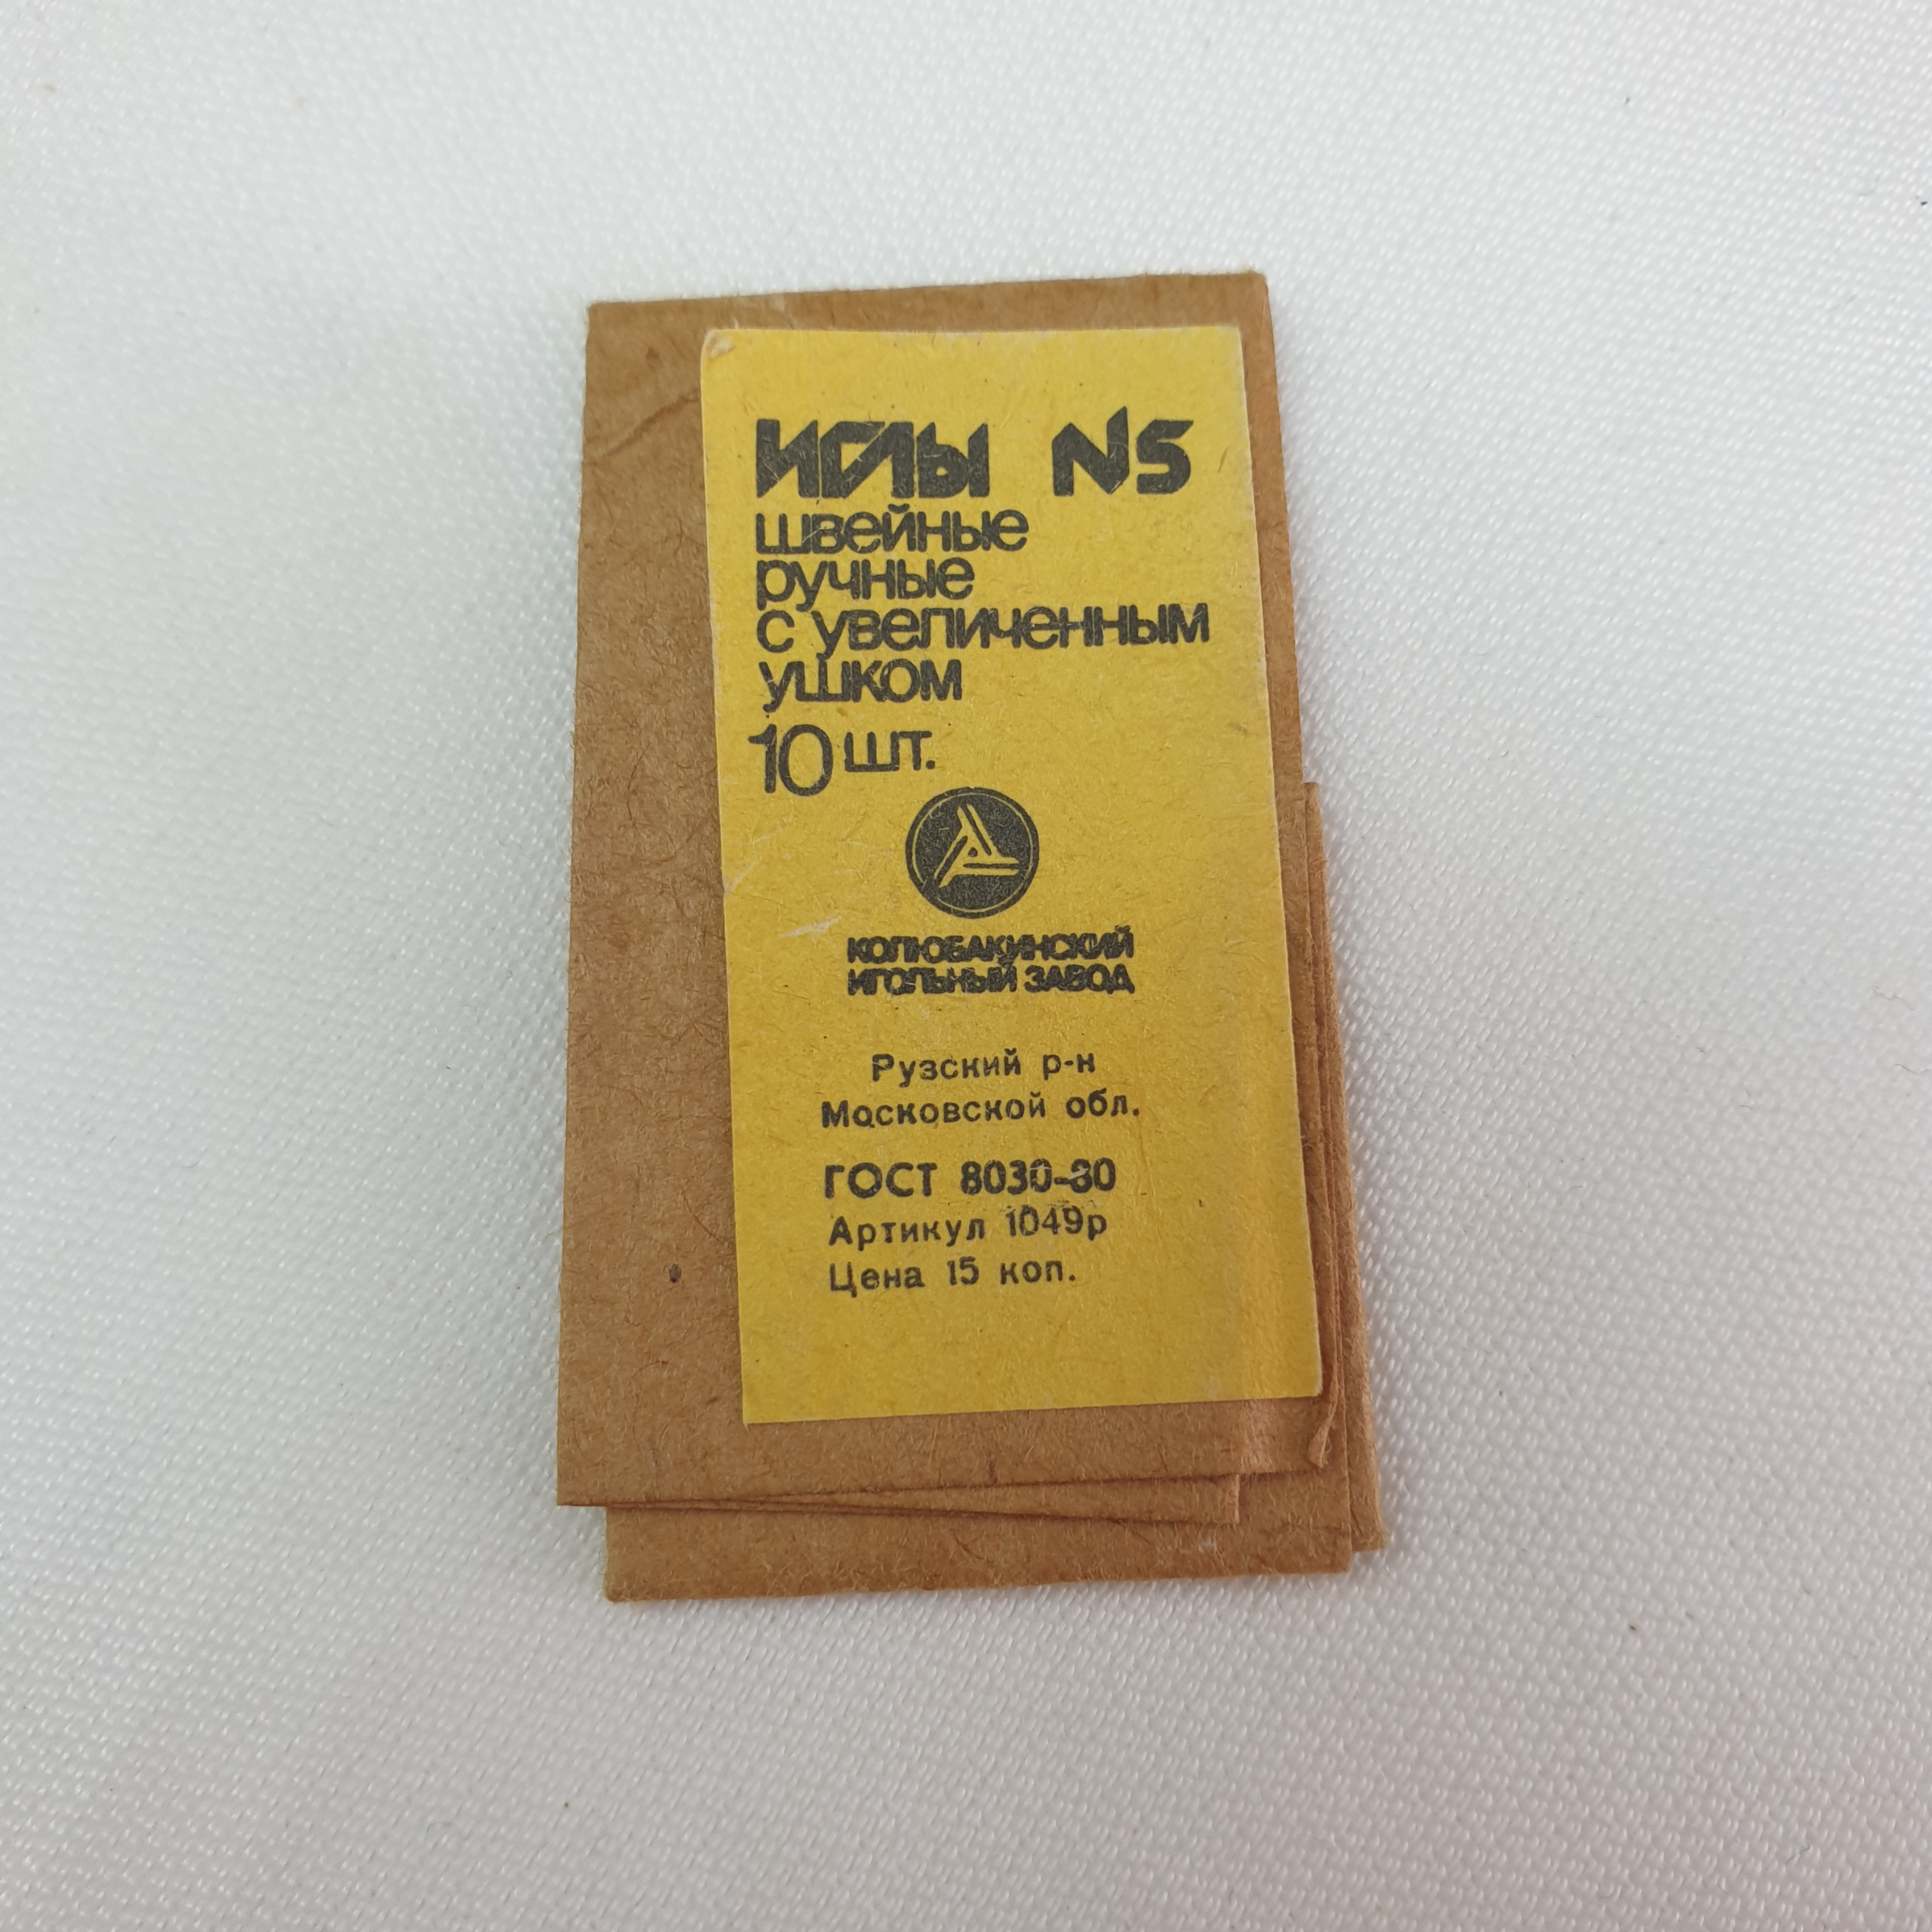 ИГЛЫ N5
швейные
ручные
с увеличенным
ушком
10 шт.
КОЛЮБАКИНСКИЙ
ИГОЛЬНЫЙ ЗАВОД
Рузский р-н
Московской обл.
ГОСТ 8030-80
Артикул 1049р
Цена 15 коп.